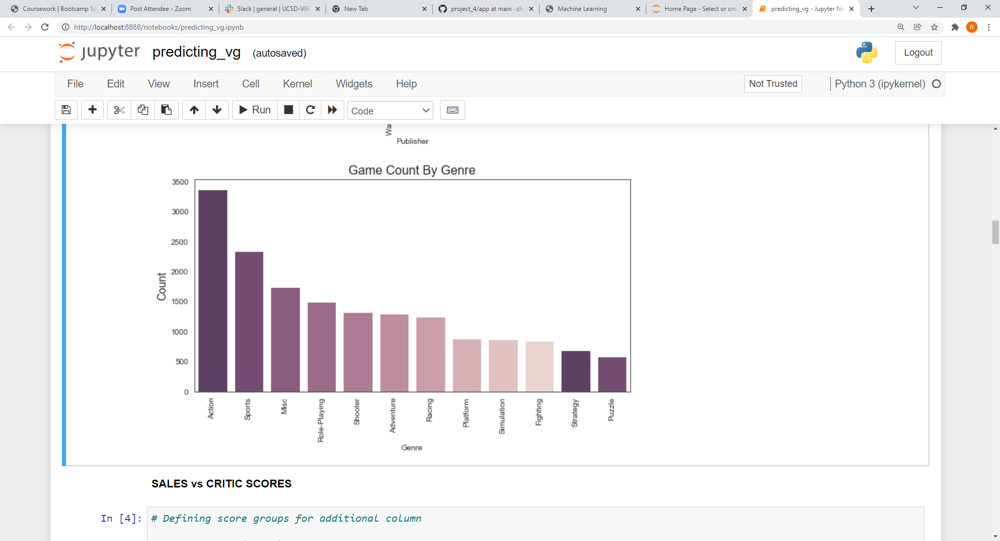 Coursework | Bootcamp Sp
Post Attendee - Zoom
Slack | general | UCSD-VIR
New Tab
project_4/app at main · ch
Machine Learning
Home Page - Select or cre
predicting_vg - Jupyter No
http://localhost:8888/notebooks/predicting_vg.ipynb
R
jupyter predicting_vg (autosaved)
Logout
File Edit View Insert Cell Kernel Widgets Help
Not Trusted
Python 3 (ipykernel)
Run
Code
Wa
Publisher
Game Count By Genre
3500
3000
2500
2000
1500
1000
500
0
Count
Action
Sports
Misc
Role-Playing
Shooter
Adventure
Racing
Platform
Simulation
Fighting
Strategy
Puzzle
Genre
SALES vs CRITIC SCORES
In [4]: # Defining score groups for additional column